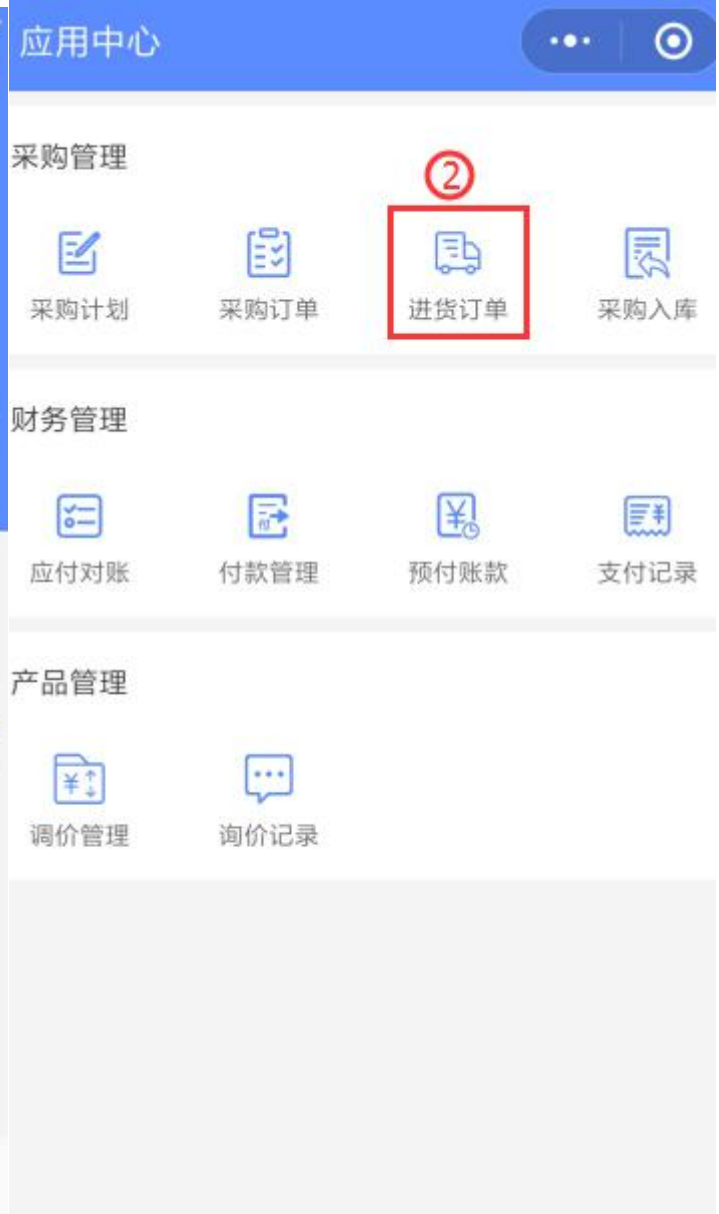 应用中心
采购管理
②
采购计划 采购订单 进货订单 采购入库
财务管理
应付对账 付款管理 预付账款 支付记录
产品管理
调价管理 询价记录